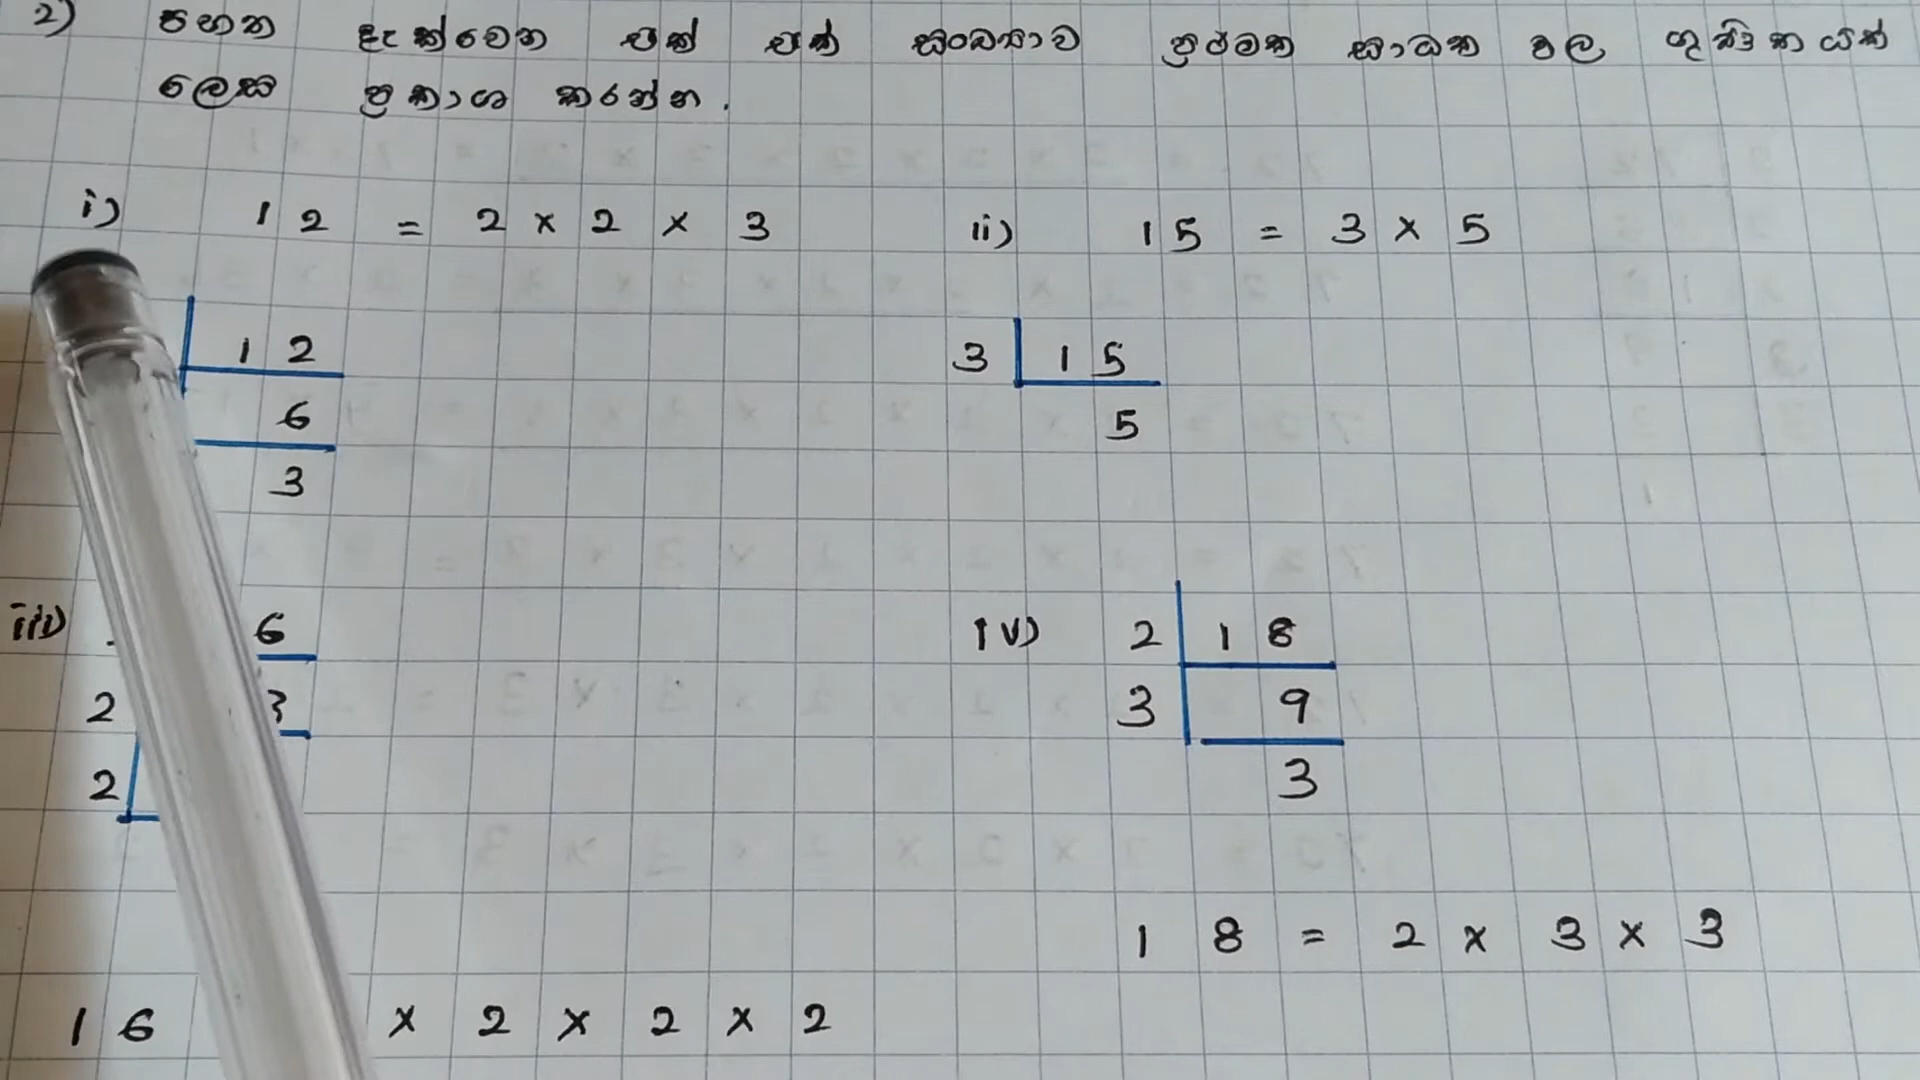 2) පහත දැක්වෙන එක් එක් සංඛ්‍යාව ප්‍රථමක සාධක වල ගුණිතයක්
ලෙස ප්‍රකාශ කරන්න.
i) 12 = 2 x 2 x 3
12
6
3
ii) 15 = 3 x 5
3 15
5
iii) 6
2
2
16 x 2 x 2 x 2
iv) 2 18
3 9
3
18 = 2 x 3 x 3